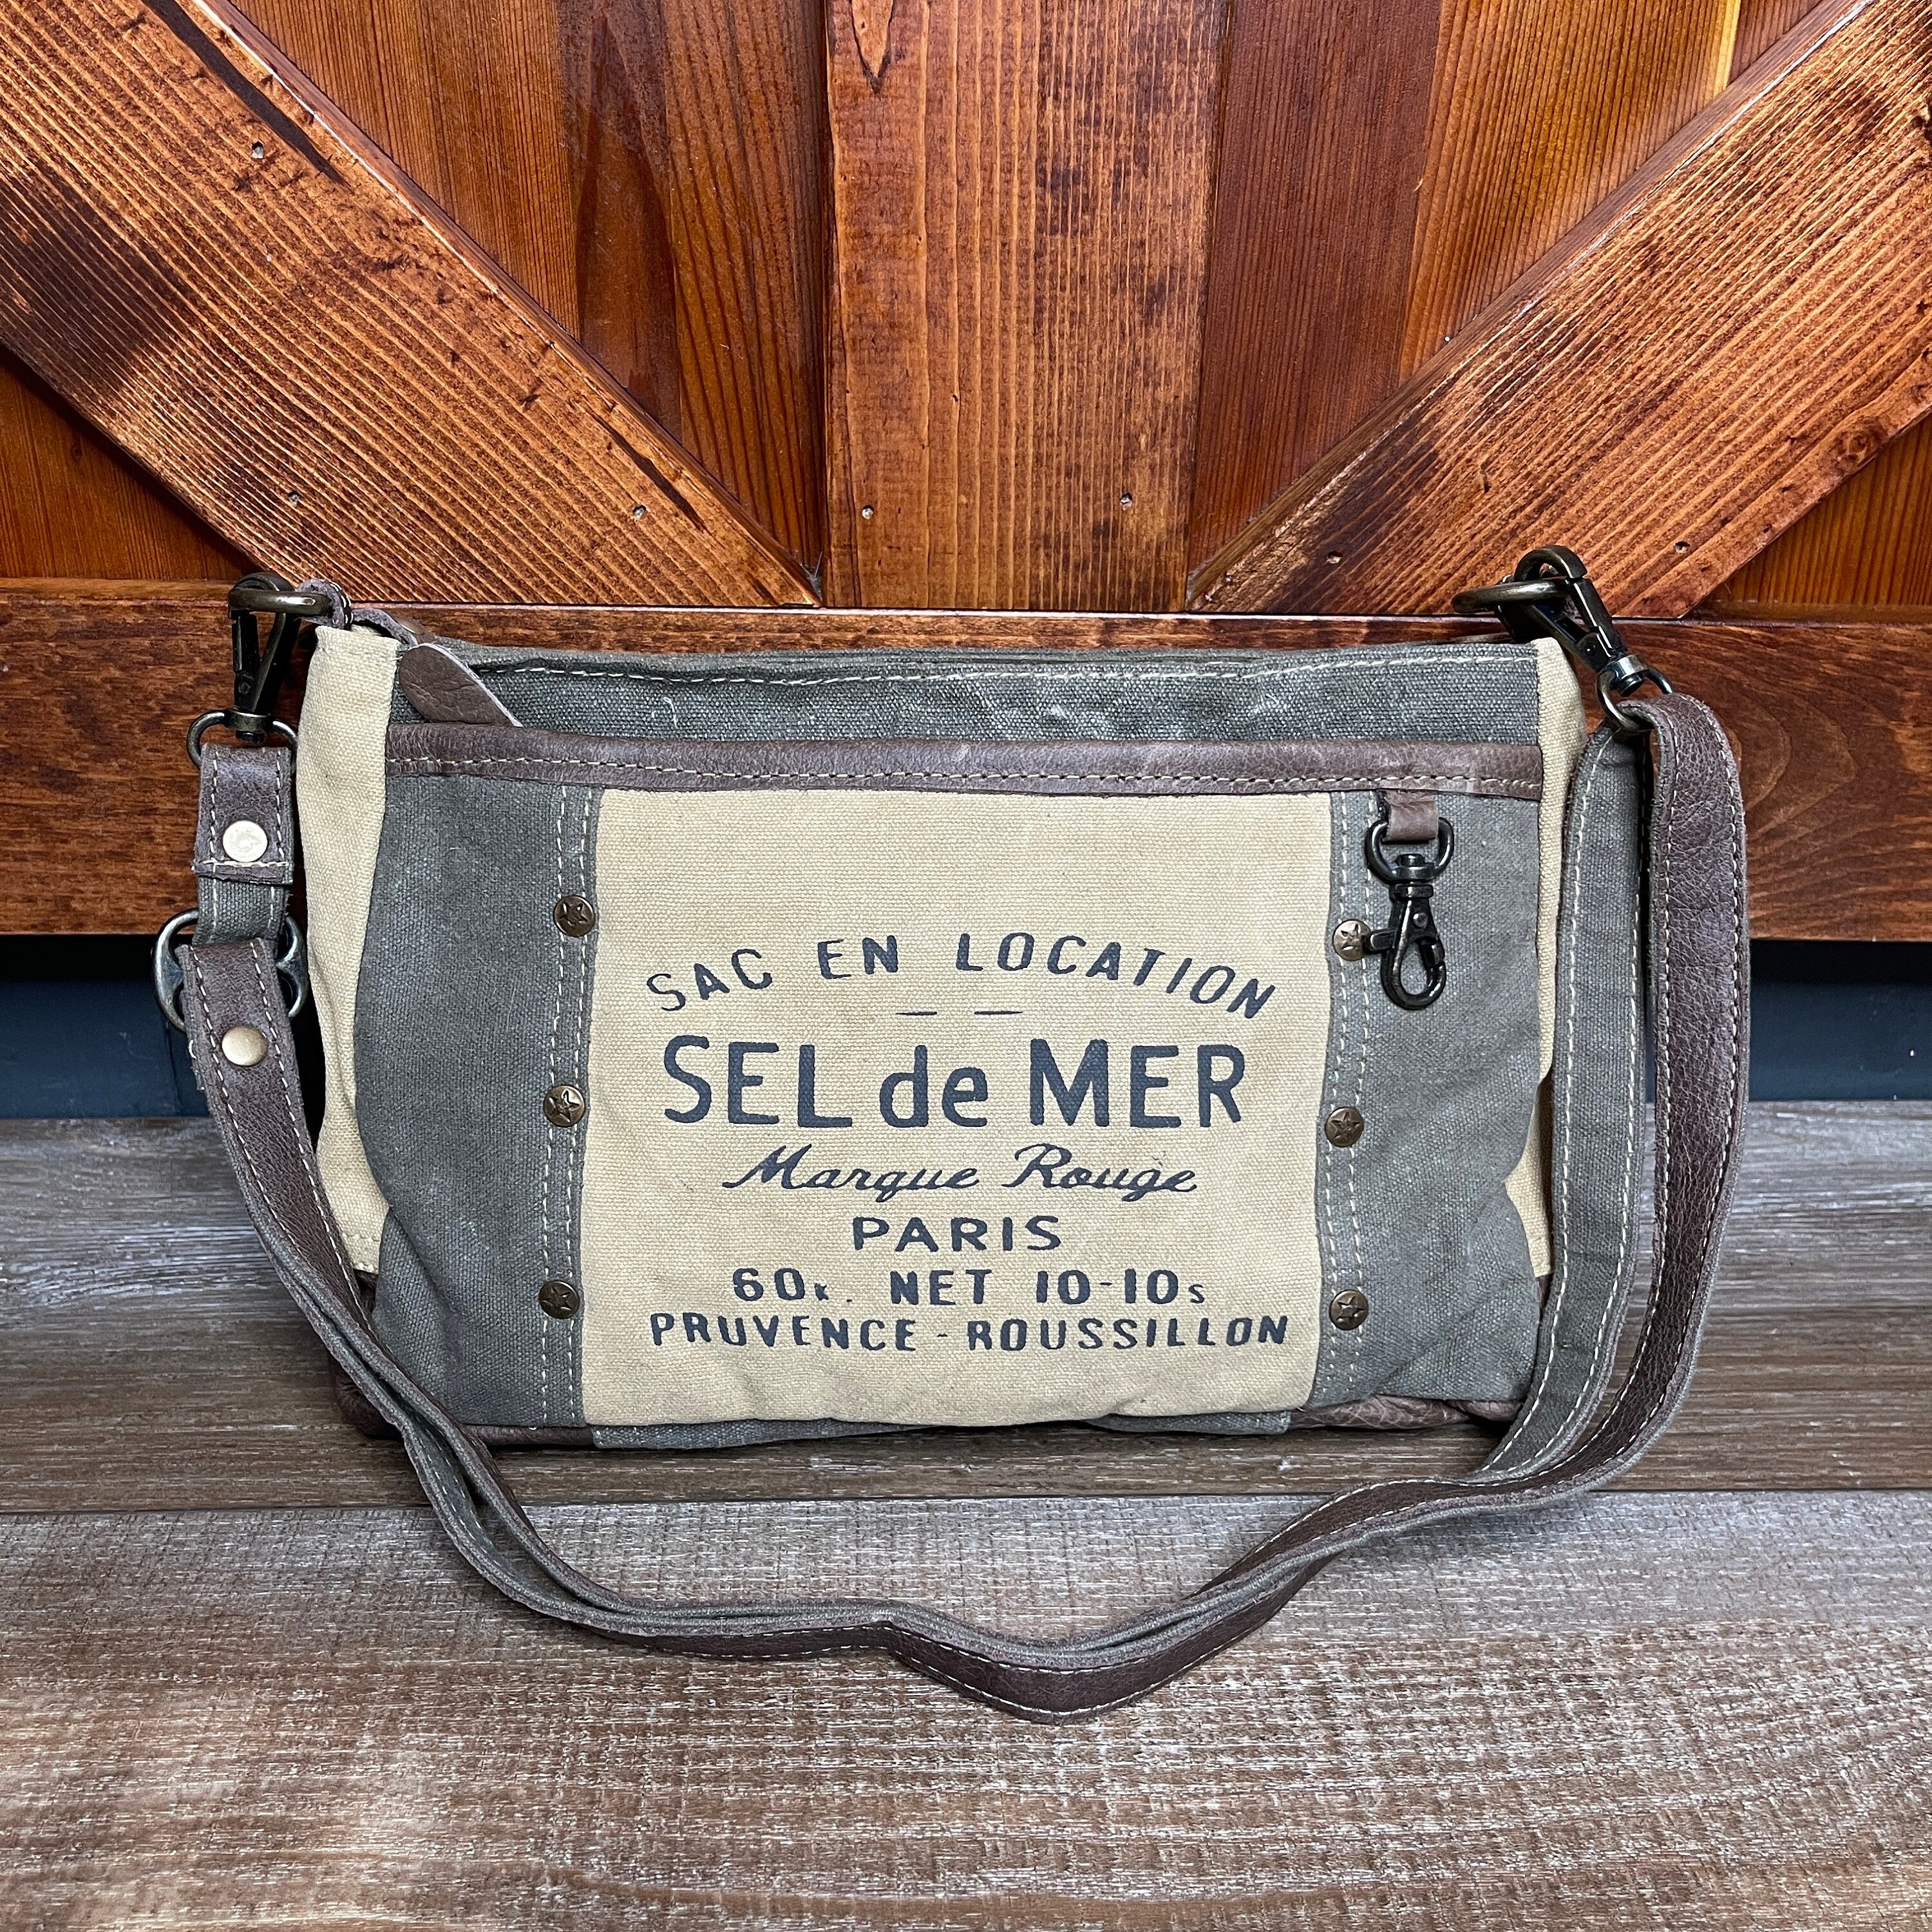 SAC EN LOCATION
SEL de MER
Marque Rouge
PARIS
60k. NET 10-10s
PRUVENCE-ROUSSILLON